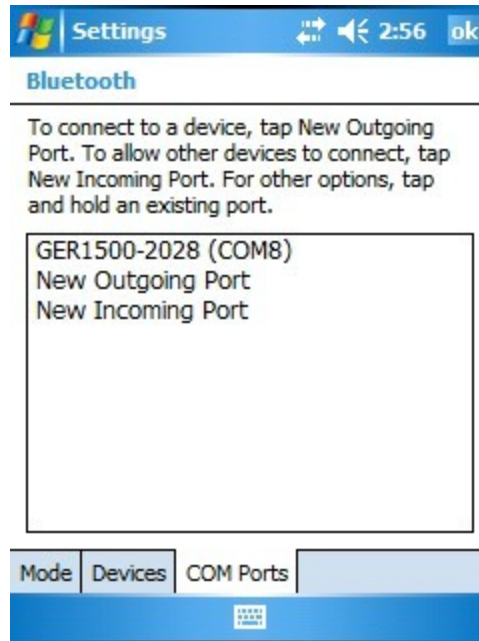 Settings 2:56 ok
Bluetooth
To connect to a device, tap New Outgoing
Port. To allow other devices to connect, tap
New Incoming Port. For other options, tap
and hold an existing port.
GER1500-2028 (COM8)
New Outgoing Port
New Incoming Port
Mode Devices COM Ports